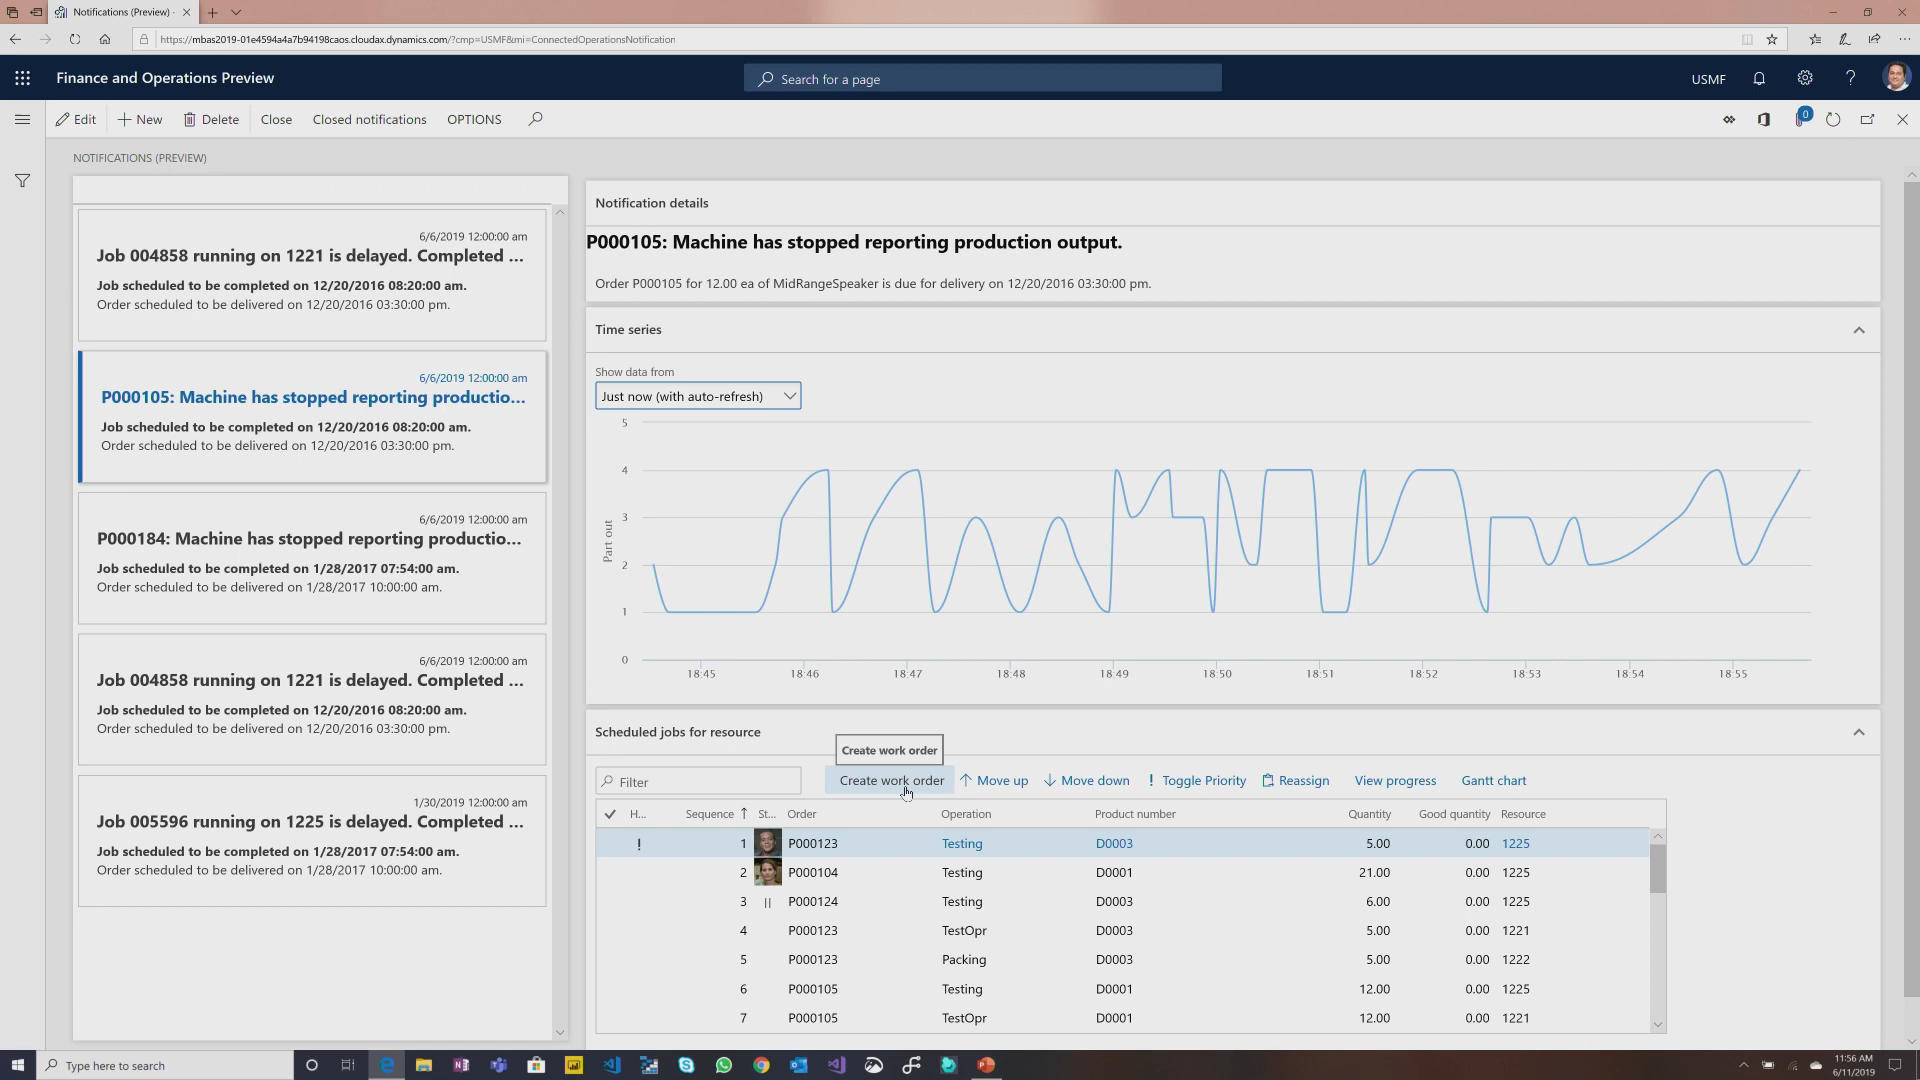 Notifications (Preview)
https://mbas2019-01e4594a4a7b94198caos.cloudax.dynamics.com/?cmp=USMF&mi=ConnectedOperationsNotification
Finance and Operations Preview
Search for a page
USMF
Edit
New
Delete
Close
Closed notifications
OPTIONS
0
NOTIFICATIONS (PREVIEW)
6/6/2019 12:00:00 am
Job 004858 running on 1221 is delayed. Completed ...
Job scheduled to be completed on 12/20/2016 08:20:00 am.
Order scheduled to be delivered on 12/20/2016 03:30:00 pm.
6/6/2019 12:00:00 am
P000105: Machine has stopped reporting productio...
Job scheduled to be completed on 12/20/2016 08:20:00 am.
Order scheduled to be delivered on 12/20/2016 03:30:00 pm.
6/6/2019 12:00:00 am
P000184: Machine has stopped reporting productio...
Job scheduled to be completed on 1/28/2017 07:54:00 am.
Order scheduled to be delivered on 1/28/2017 10:00:00 am.
6/6/2019 12:00:00 am
Job 004858 running on 1221 is delayed. Completed ...
Job scheduled to be completed on 12/20/2016 08:20:00 am.
Order scheduled to be delivered on 12/20/2016 03:30:00 pm.
1/30/2019 12:00:00 am
Job 005596 running on 1225 is delayed. Completed ...
Job scheduled to be completed on 1/28/2017 07:54:00 am.
Order scheduled to be delivered on 1/28/2017 10:00:00 am.
Notification details
P000105: Machine has stopped reporting production output.
Order P000105 for 12.00 ea of MidRangeSpeaker is due for delivery on 12/20/2016 03:30:00 pm.
Time series
Show data from
Just now (with auto-refresh)
Part out
5
4
3
2
1
0
18:45 18:46 18:47 18:48 18:49 18:50 18:51 18:52 18:53 18:54 18:55
Scheduled jobs for resource
Create work order
Filter
Create work order
Move up
Move down
! Toggle Priority
Reassign
View progress
Gantt chart
H... Sequence St... Order Operation Product number Quantity Good quantity Resource
! 1 P000123 Testing D0003 5.00 0.00 1225
2 P000104 Testing D0001 21.00 0.00 1225
3 P000124 Testing D0003 6.00 0.00 1225
4 P000123 TestOpr D0003 5.00 0.00 1221
5 P000123 Packing D0003 5.00 0.00 1222
6 P000105 Testing D0001 12.00 0.00 1225
7 P000105 TestOpr D0001 12.00 0.00 1221
Type here to search
11:56 AM
6/11/2019